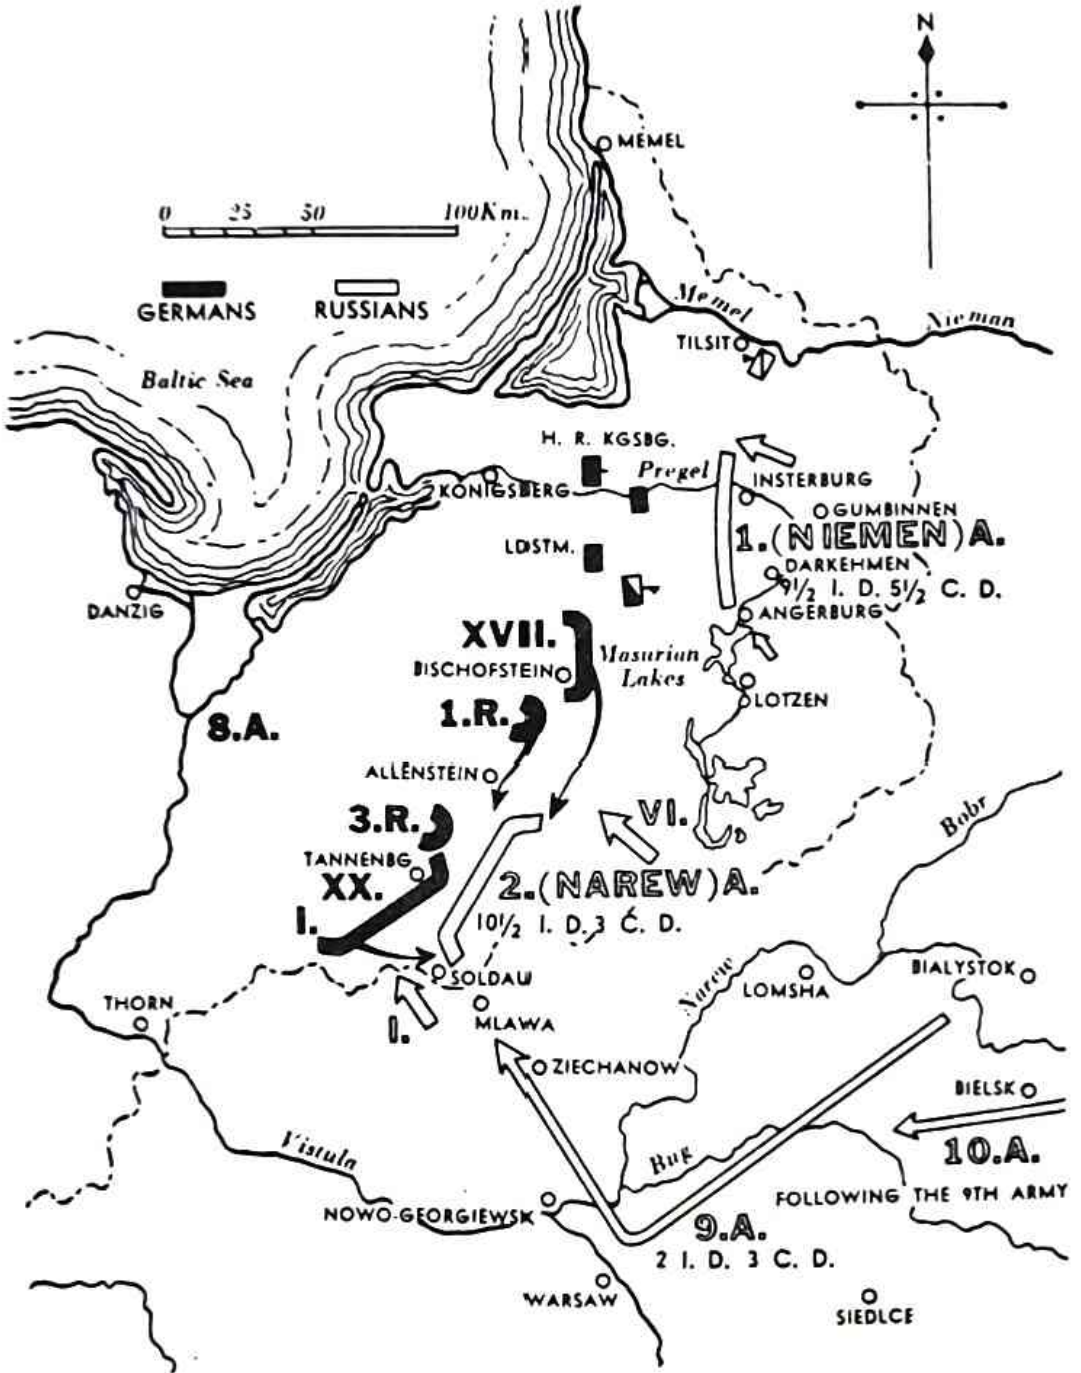 N
MEMEL
0 25 50 100Km.
GERMANS RUSSIANS
Memel
Nieman
TILSIT
Baltic Sea
H. R. KGSBG.
Pregel
KÖNIGSBERG
INSTERBURG
GUMBINNEN
1.(NIEMEN)A.
LDSTM.
DARKEHMEN
9½ I. D. 5½ C. D.
DANZIG
ANGERBURG
XVII.
BISCHOFSTEIN
Masurian
Lakes
LOTZEN
1.R.
8.A.
ALLENSTEIN
3.R.
VI.
Bobr
TANNENBG
XX.
2.(NAREW)A.
10½ I. D. 3 C. D.
I.
SOLDAU
Narew
LOMSHA
BIALYSTOK
THORN
I.
MLAWA
ZIECHANOW
BIELSK
Vistula
Bug
10.A.
FOLLOWING THE 9TH ARMY
NOWO-GEORGIEWSK
9.A.
2 I. D. 3 C. D.
WARSAW
SIEDLCE